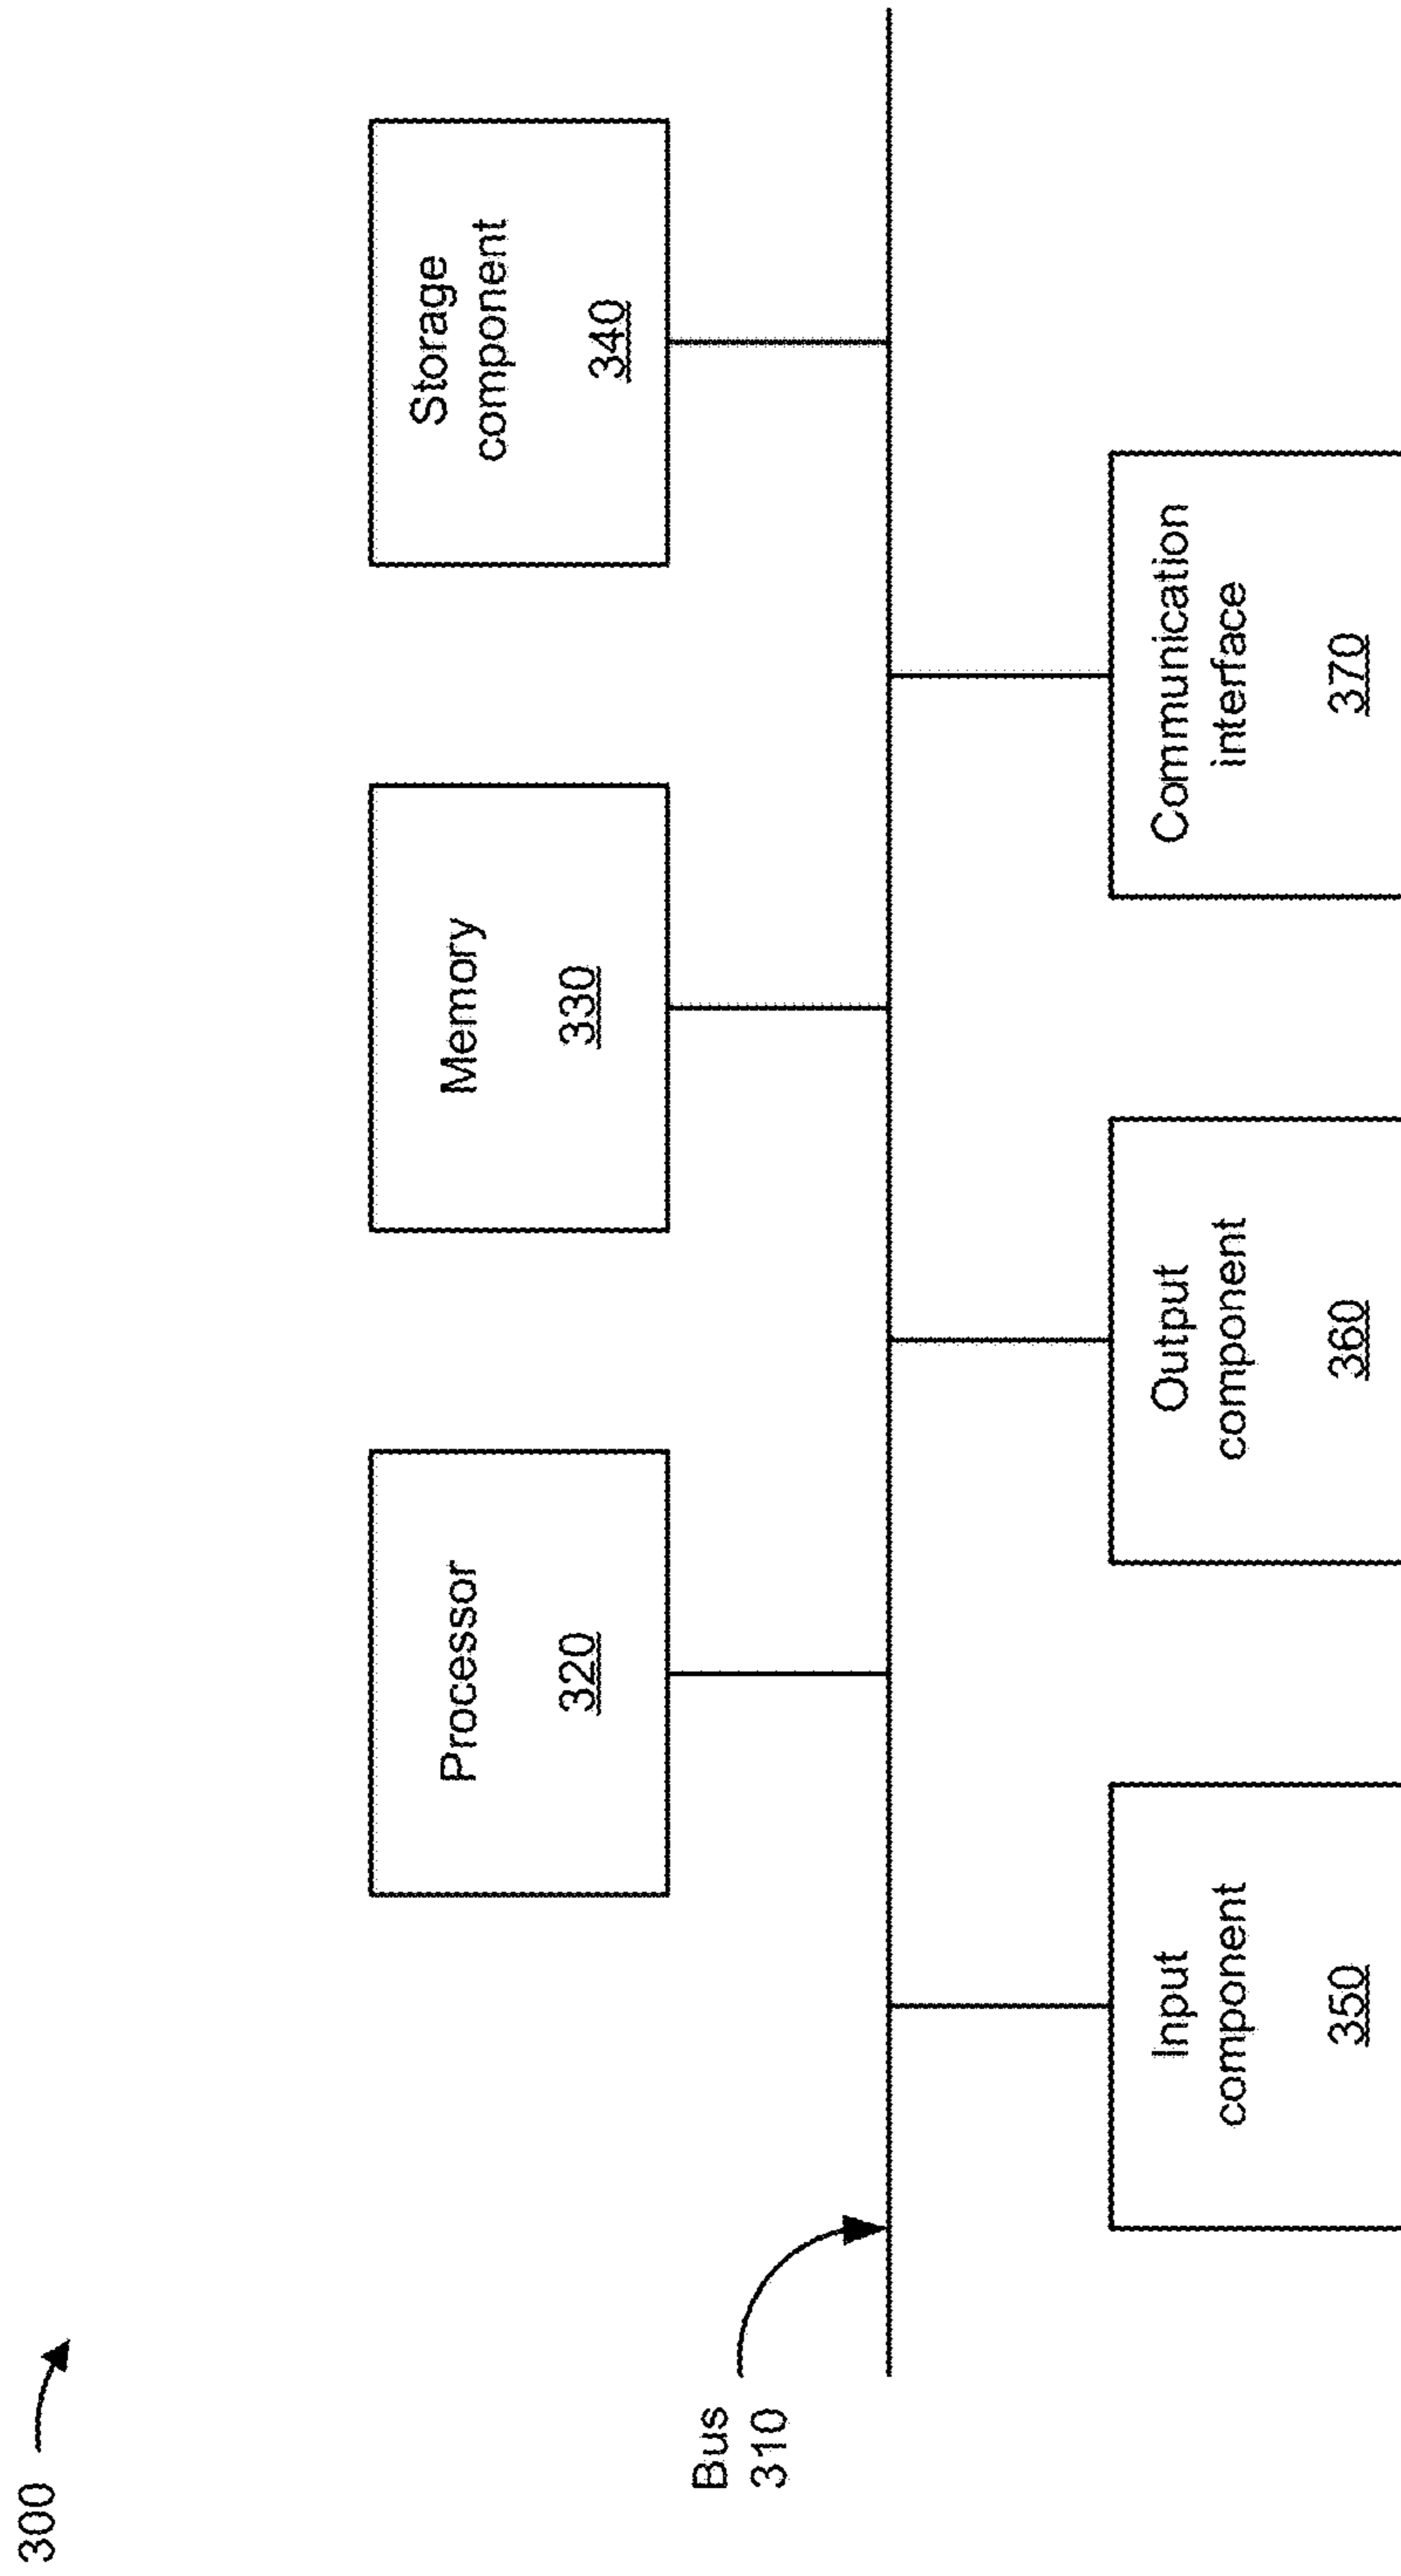 300
Bus
310
Processor
320
Memory
330
Storage
component
340
Input
component
350
Output
component
360
Communication
interface
370